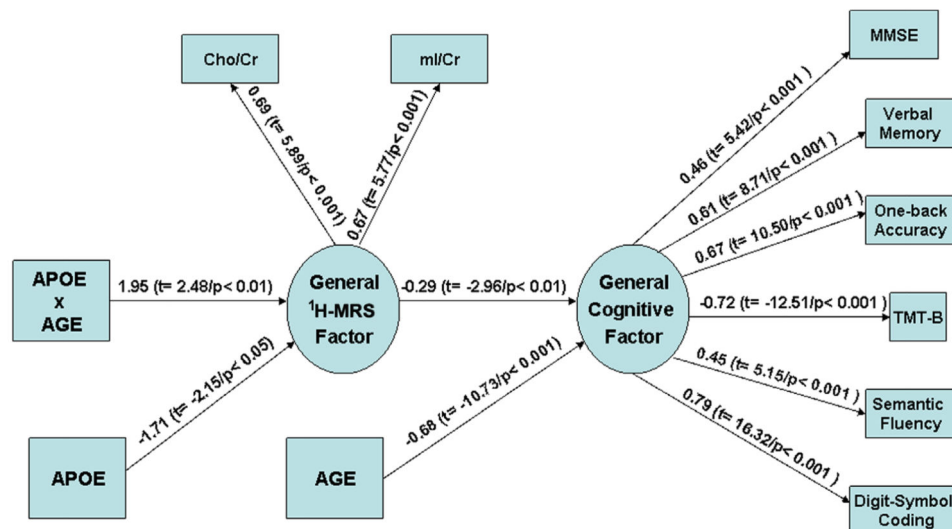 Cho/Cr
mI/Cr
MMSE
Verbal
Memory
One-back
Accuracy
TMT-B
Semantic
Fluency
Digit-Symbol
Coding
0.69 (t= 5.89/p< 0.001)
0.67 (t= 5.77/p< 0.001)
0.46 (t= 5.42/p< 0.001 )
0.61 (t= 8.71/p< 0.001 )
0.67 (t= 10.50/p< 0.001 )
-0.72 (t= -12.51/p< 0.001 )
0.45 (t= 5.15/p< 0.001 )
0.79 (t= 16.32/p< 0.001 )
APOE
x
AGE
1.95 (t= 2.48/p< 0.01)
General
¹H-MRS
Factor
-0.29 (t= -2.96/p< 0.01)
General
Cognitive
Factor
-1.71 (t= -2.15/p< 0.05)
-0.68 (t= -10.73/p< 0.001)
APOE
AGE